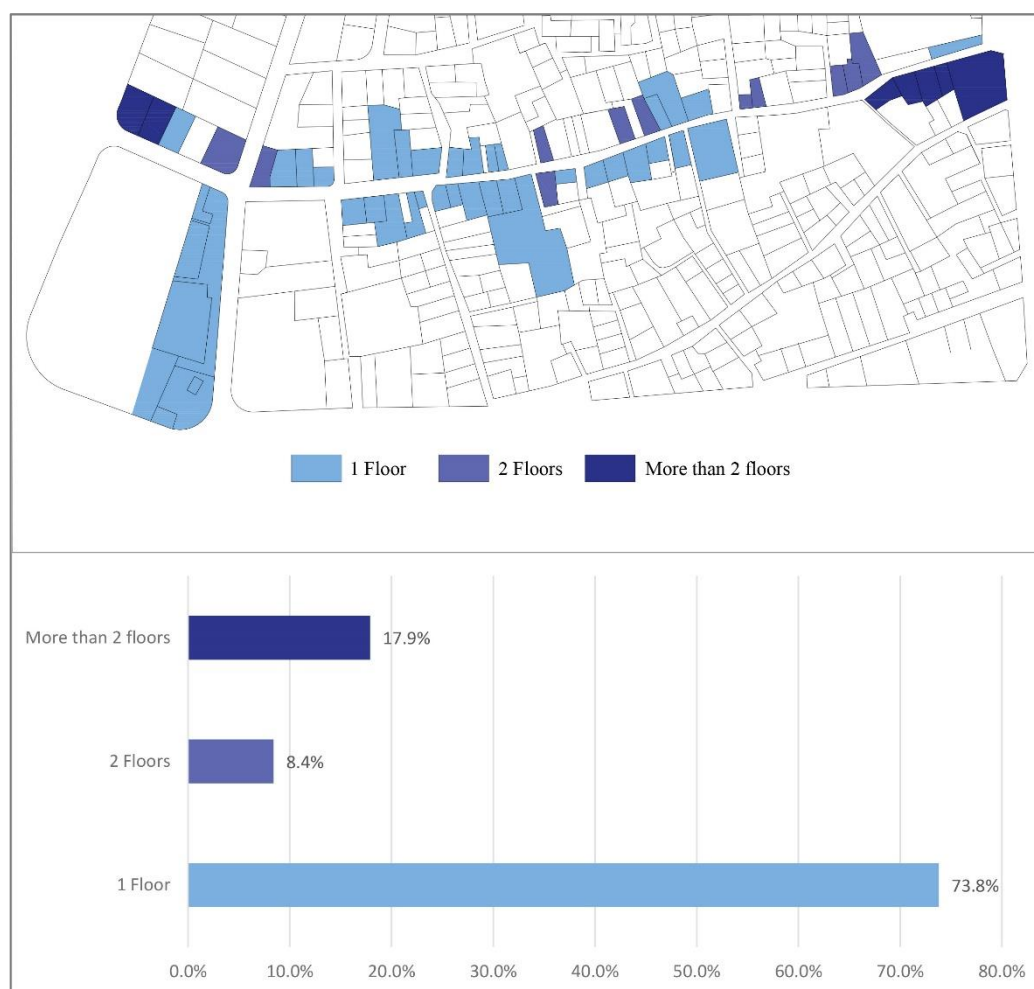 1 Floor 2 Floors More than 2 floors
More than 2 floors 17.9%
2 Floors 8.4%
1 Floor 73.8%
0.0% 10.0% 20.0% 30.0% 40.0% 50.0% 60.0% 70.0% 80.0%